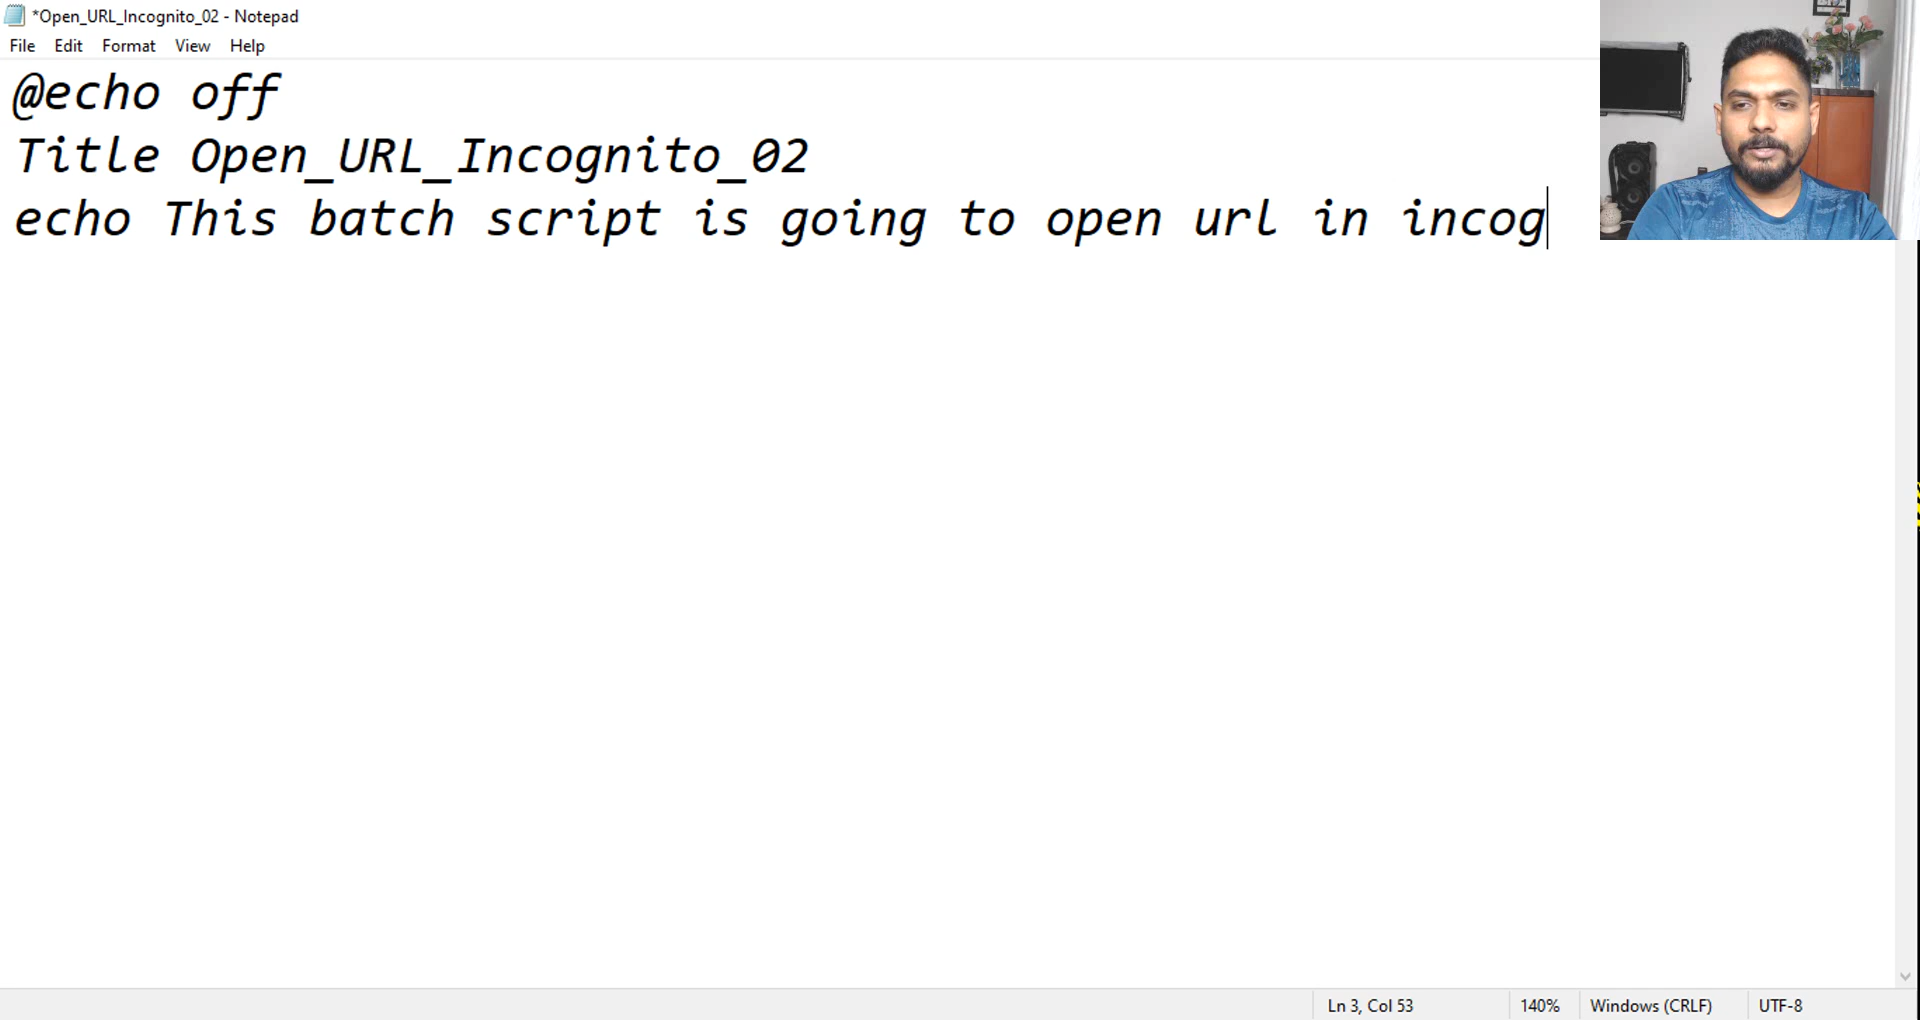 *Open_URL_Incognito_02 - Notepad
File Edit Format View Help
@echo off
Title Open_URL_Incognito_02
echo This batch script is going to open url in incog
Ln 3, Col 53 140% Windows (CRLF) UTF-8